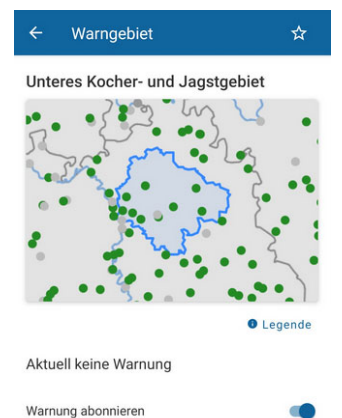 Warngebiet
Unteres Kocher- und Jagstgebiet
Legende
Aktuell keine Warnung
Warnung abonnieren